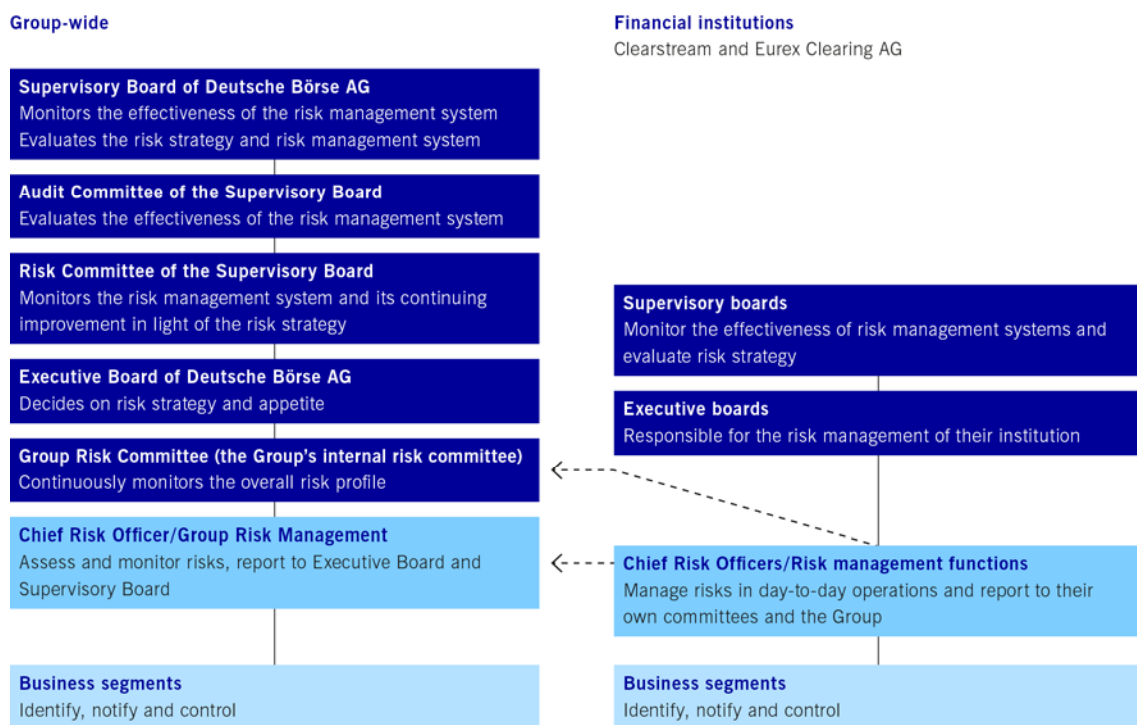 Group-wide
Supervisory Board of Deutsche Börse AG
Monitors the effectiveness of the risk management system
Evaluates the risk strategy and risk management system
Audit Committee of the Supervisory Board
Evaluates the effectiveness of the risk management system
Risk Committee of the Supervisory Board
Monitors the risk management system and its continuing
improvement in light of the risk strategy
Executive Board of Deutsche Börse AG
Decides on risk strategy and appetite
Group Risk Committee (the Group's internal risk committee)
Continuously monitors the overall risk profile
Chief Risk Officer/Group Risk Management
Assess and monitor risks, report to Executive Board and
Supervisory Board
Business segments
Identify, notify and control
Financial institutions
Clearstream and Eurex Clearing AG
Supervisory boards
Monitor the effectiveness of risk management systems and
evaluate risk strategy
Executive boards
Responsible for the risk management of their institution
Chief Risk Officers/Risk management functions
Manage risks in day-to-day operations and report to their
own committees and the Group
Business segments
Identify, notify and control